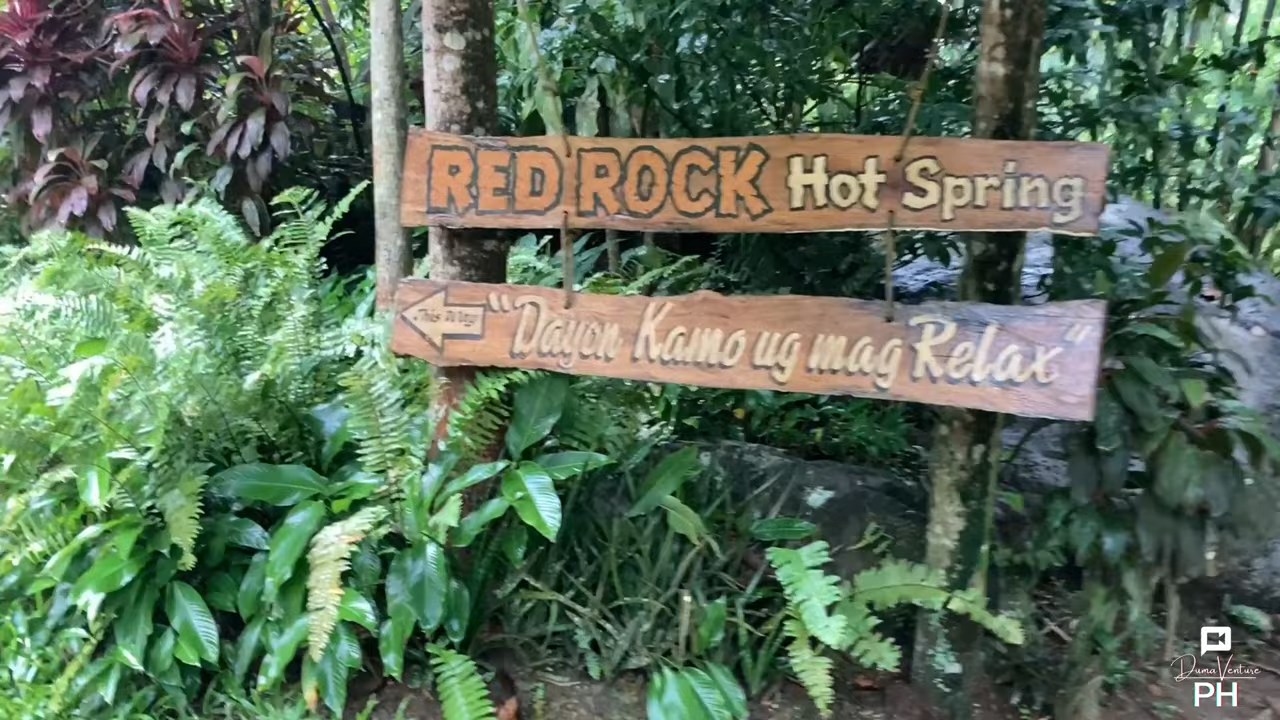 RED ROCK Hot Spring
This Way
"Dayon Kamo ug mag Relax"
DumaVenture
PH